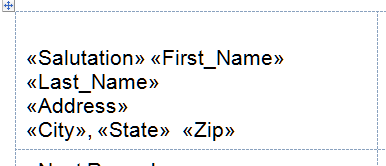 «Salutation» «First_Name»
«Last_Name»
«Address»
«City», «State»  «Zip»